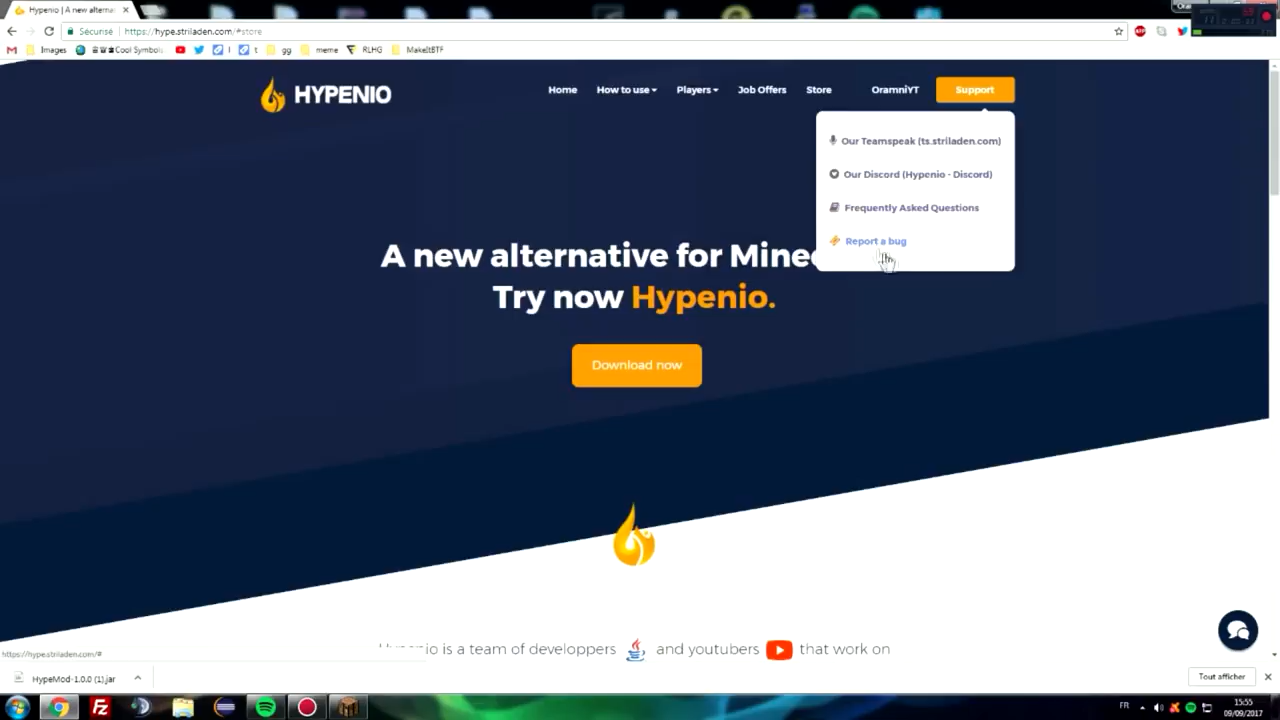 Hypenio | A new alterna
Sécurisé
https://hype.striladen.com/#store
Images
Cool Symbols
l
t
gg
meme
RLHG
MakeItBTF
HYPENIO
Home
How to use
Players
Job Offers
Store
OramniYT
Support
Our Teamspeak (ts.striladen.com)
Our Discord (Hypenio - Discord)
Frequently Asked Questions
Report a bug
A new alternative for Mine
Try now Hypenio.
Download now
Hypenio is a team of developpers and youtubers that work on
https://hype.striladen.com/#
HypeMod-1.0.0 (1).jar
Tout afficher
FR
15:55
09/09/2017